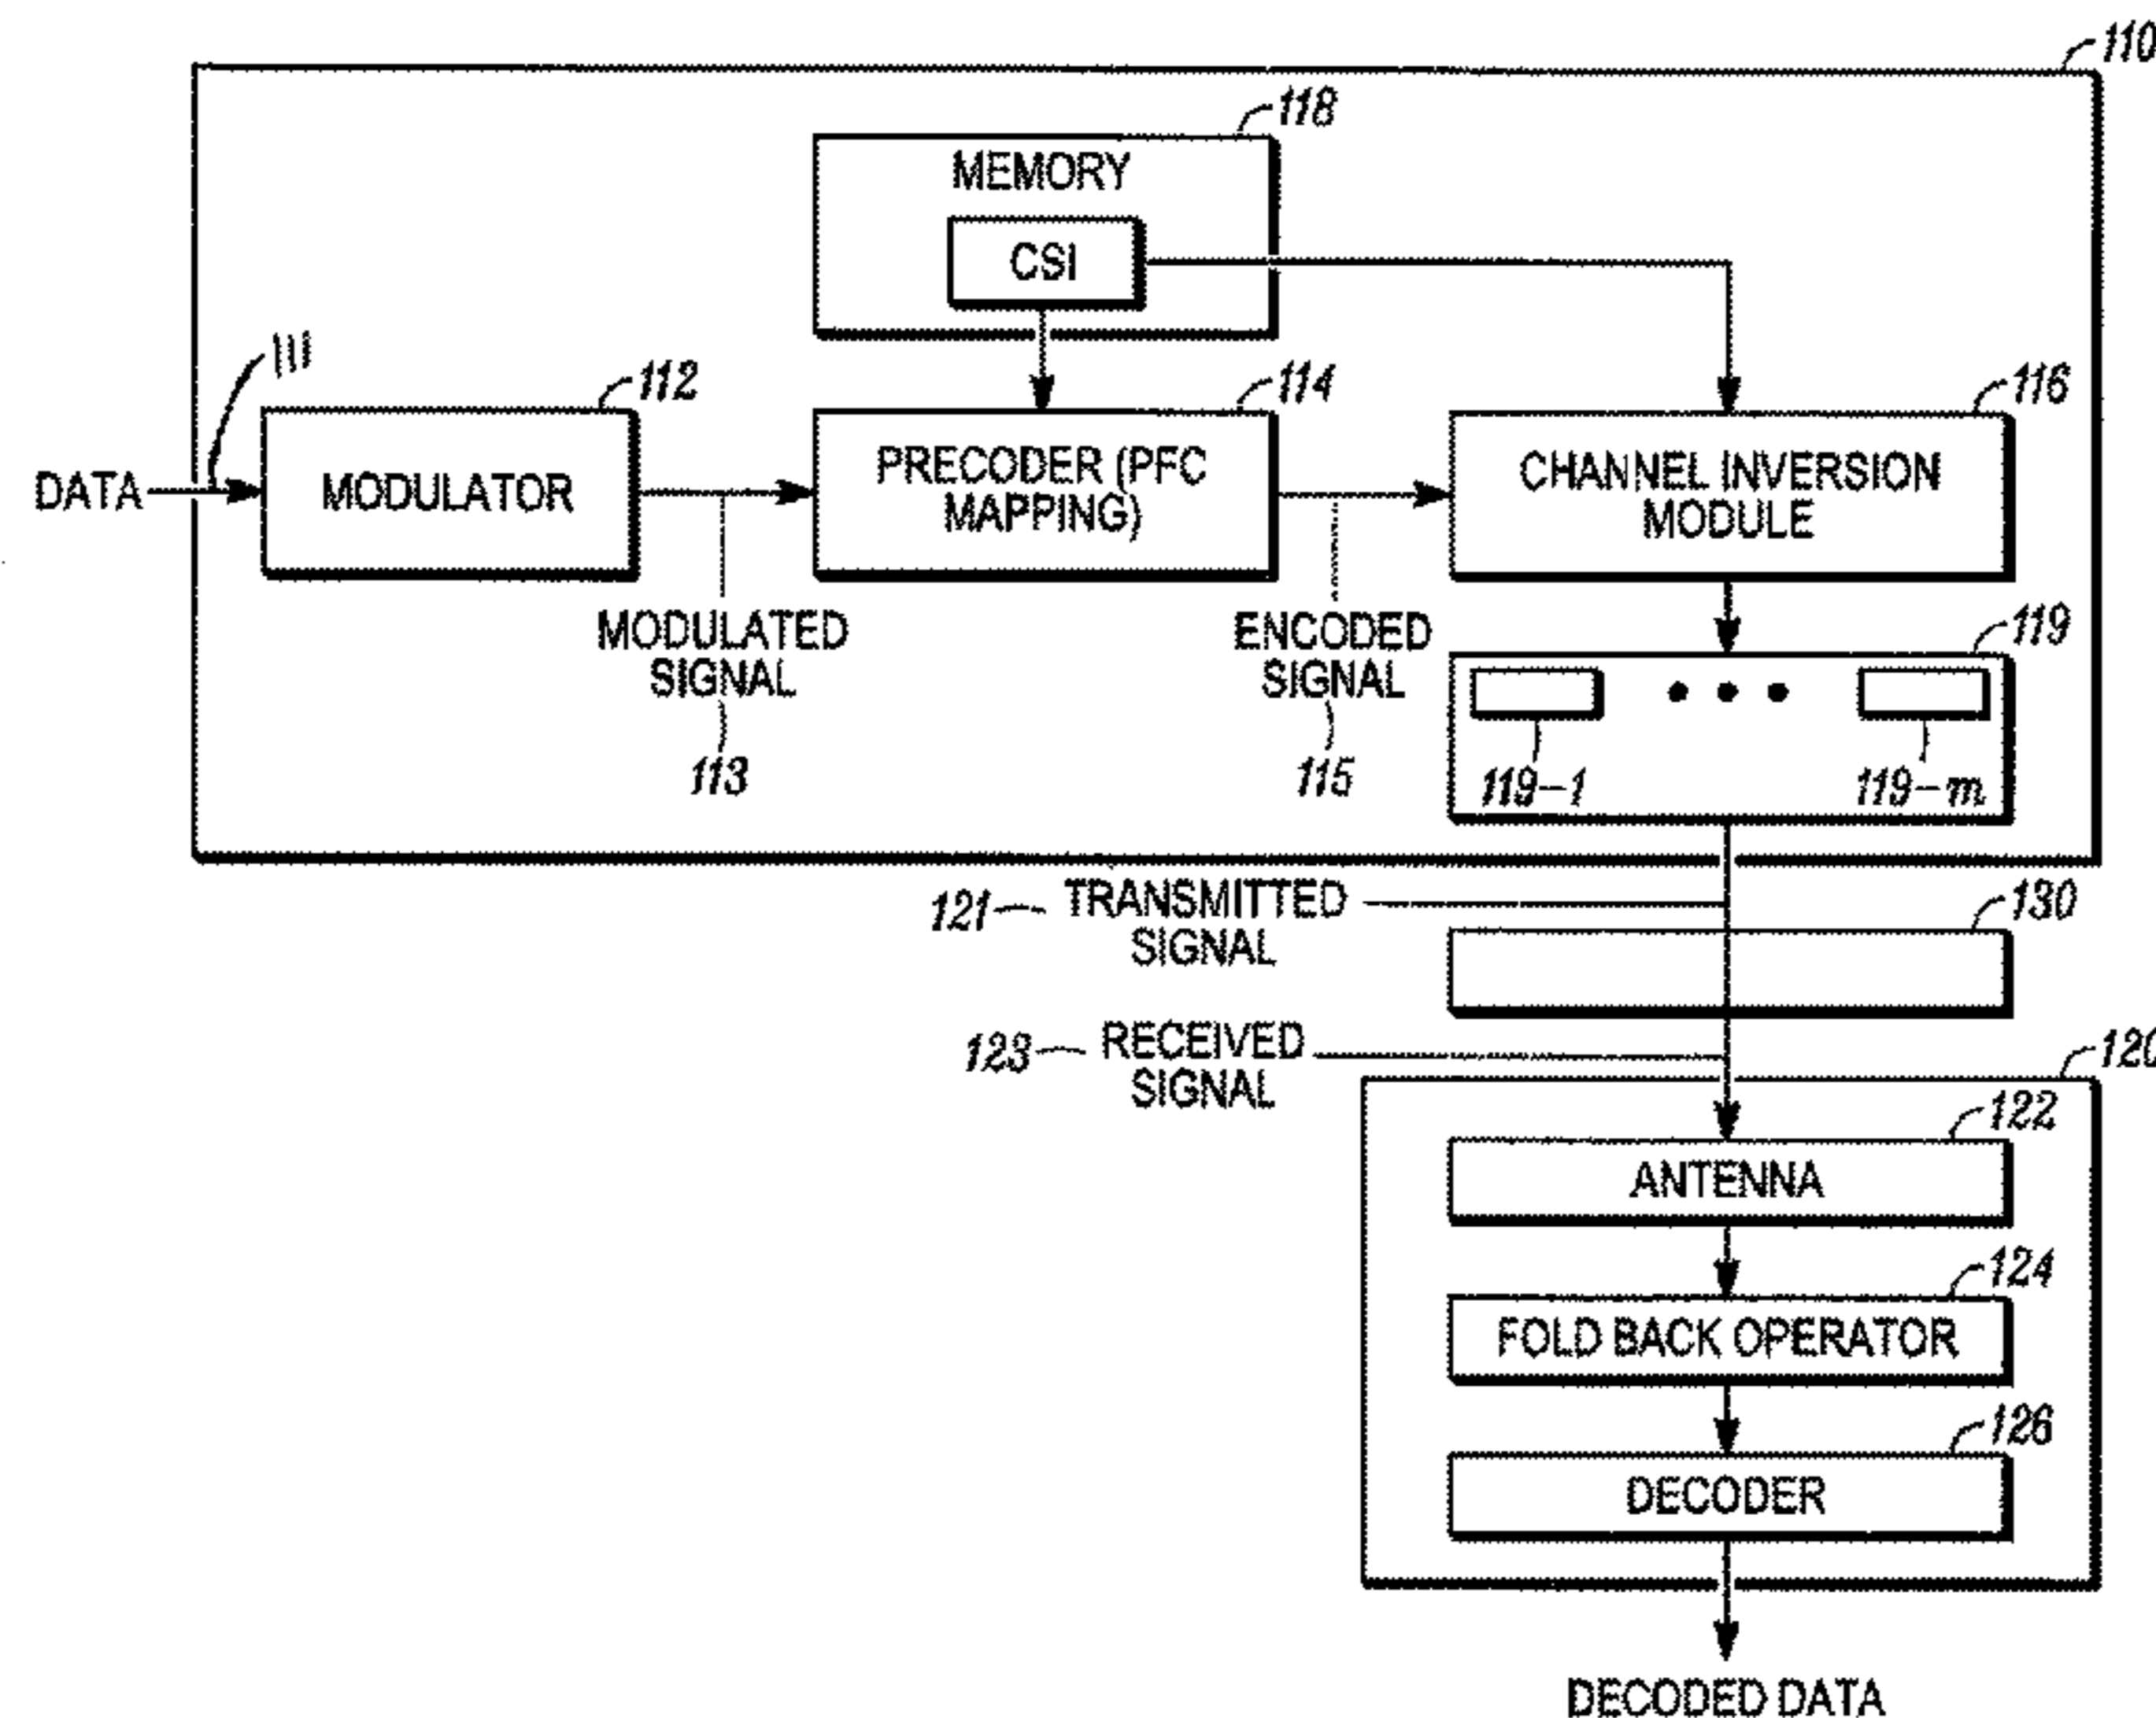 110
118
MEMORY
CSI
111
112
114
116
DATA
MODULATOR
PRECODER (PFC
MAPPING)
CHANNEL INVERSION
MODULE
MODULATED
SIGNAL
113
ENCODED
SIGNAL
115
119
119-1
119-m
121
TRANSMITTED
SIGNAL
130
123
RECEIVED
SIGNAL
120
122
ANTENNA
124
FOLD BACK OPERATOR
126
DECODER
DECODED DATA